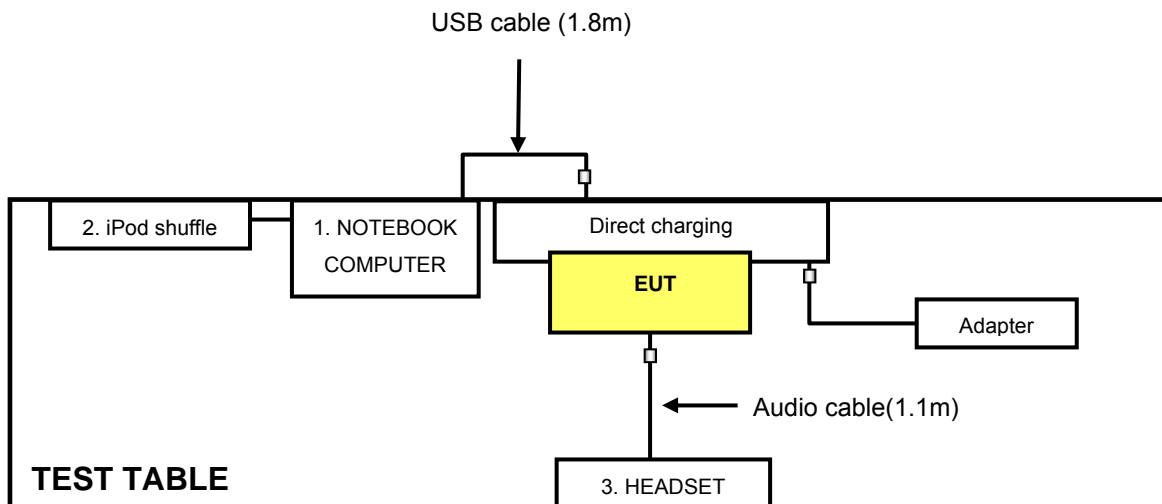 USB cable (1.8m)
2. iPod shuffle
1. NOTEBOOK
COMPUTER
Direct charging
EUT
Adapter
Audio cable(1.1m)
TEST TABLE
3. HEADSET